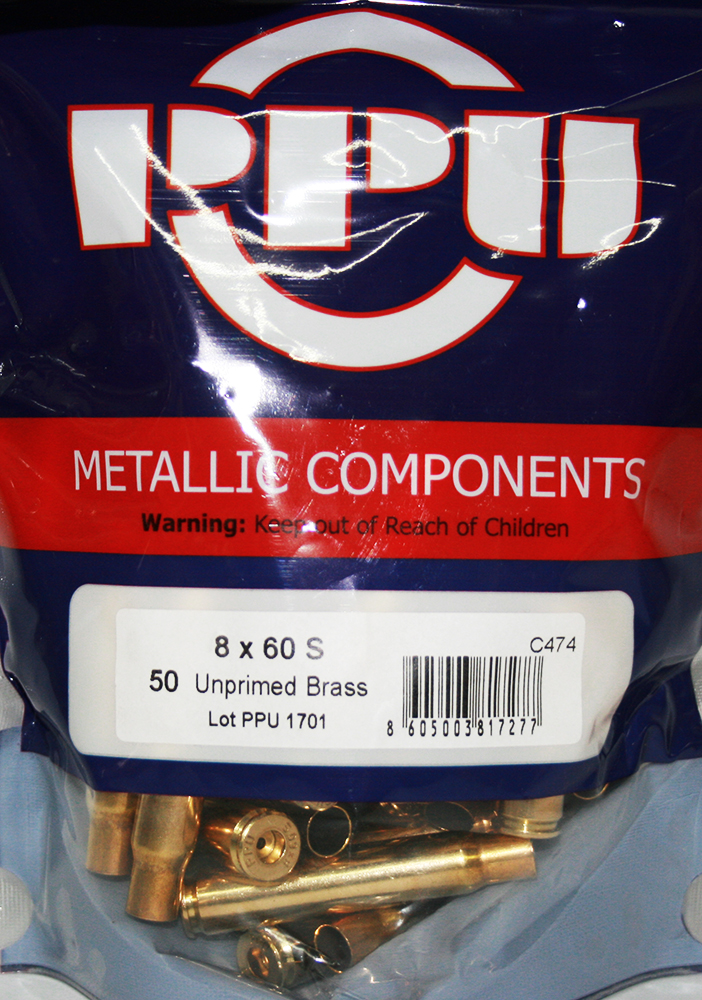 PPU
METALLIC COMPONENTS
Warning: Keep out of Reach of Children
8 x 60 S
C474
50 Unprimed Brass
Lot PPU 1701
8 605003 817277